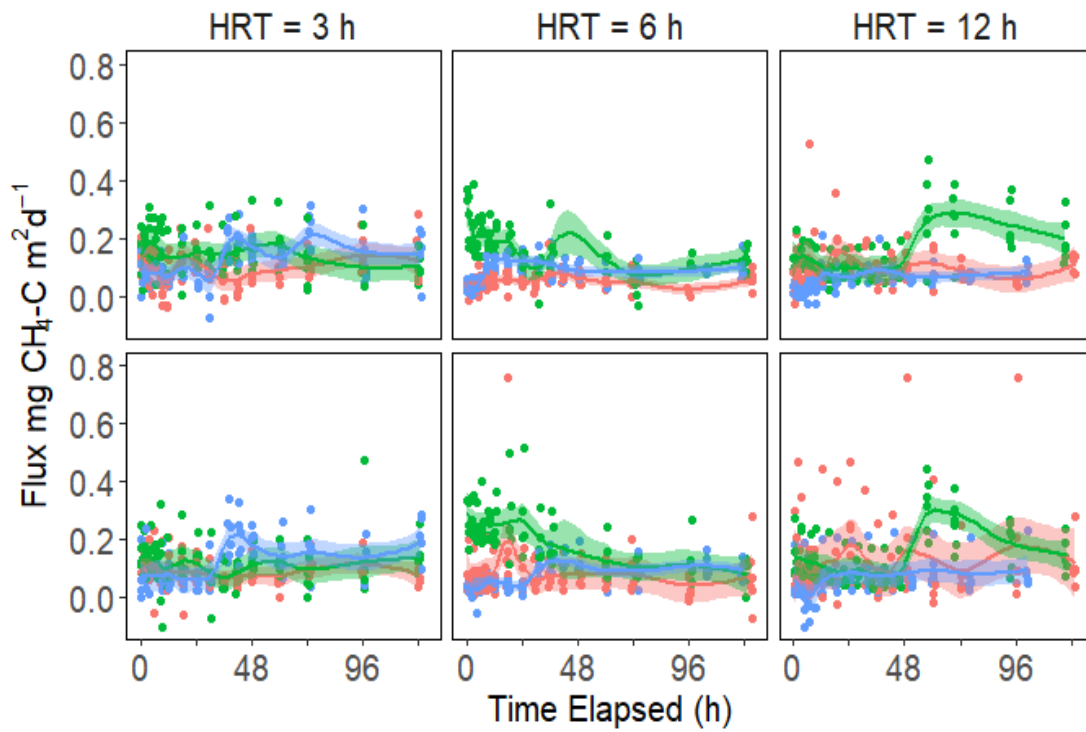 HRT = 3 h HRT = 6 h HRT = 12 h
0.8
0.6
0.4
0.2
0.0
0.8
0.6
0.4
0.2
0.0
Flux mg CH₄-C m²d⁻¹
0 48 96 0 48 96 0 48 96
Time Elapsed (h)